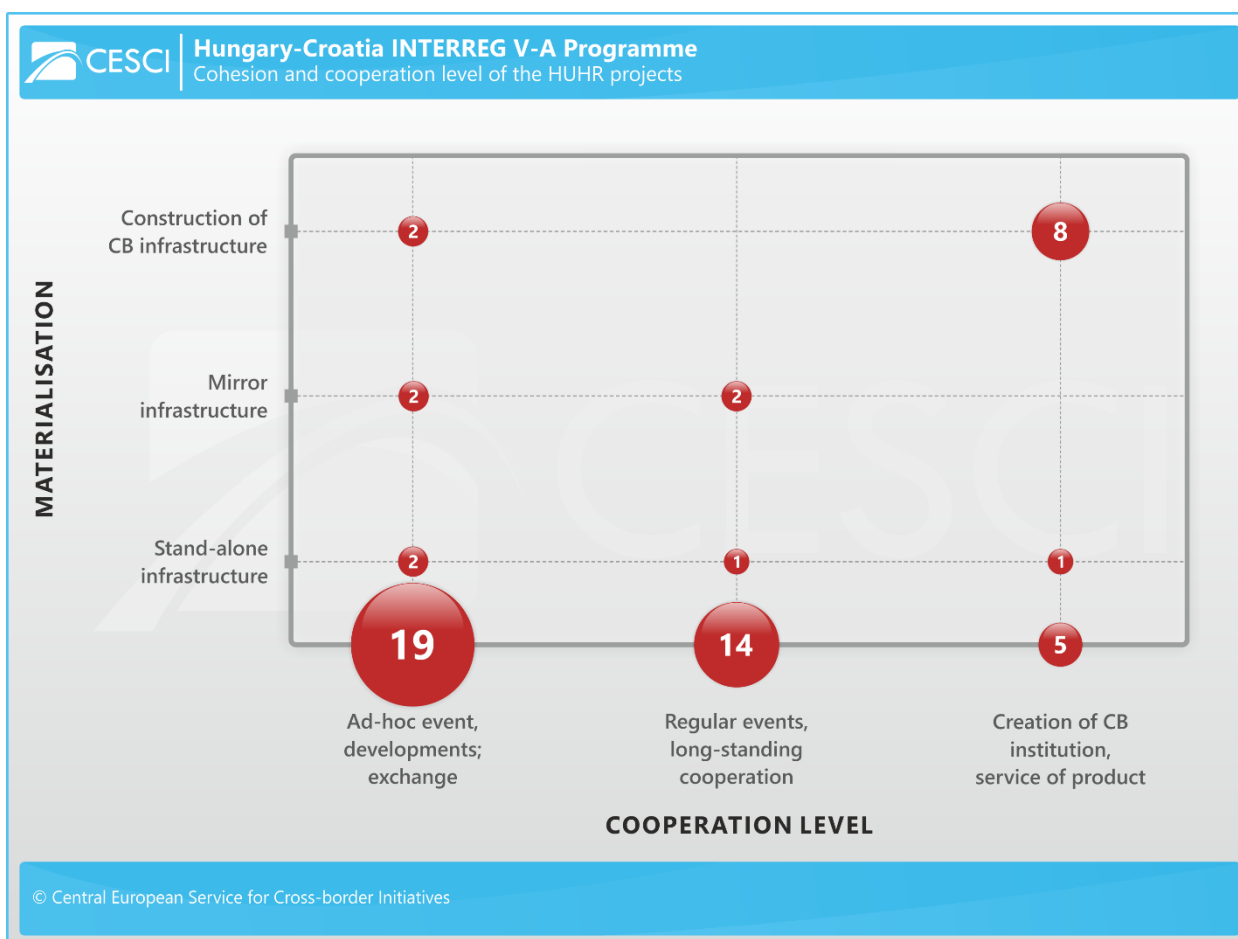 CESCI
Hungary-Croatia INTERREG V-A Programme
Cohesion and cooperation level of the HUHR projects
Construction of
CB infrastructure
2
8
Mirror
infrastructure
2
2
Stand-alone
infrastructure
2
1
1
19
14
5
MATERIALISATION
CESCI
Ad-hoc event,
developments;
exchange
Regular events,
long-standing
cooperation
Creation of CB
institution,
service of product
COOPERATION LEVEL
© Central European Service for Cross-border Initiatives